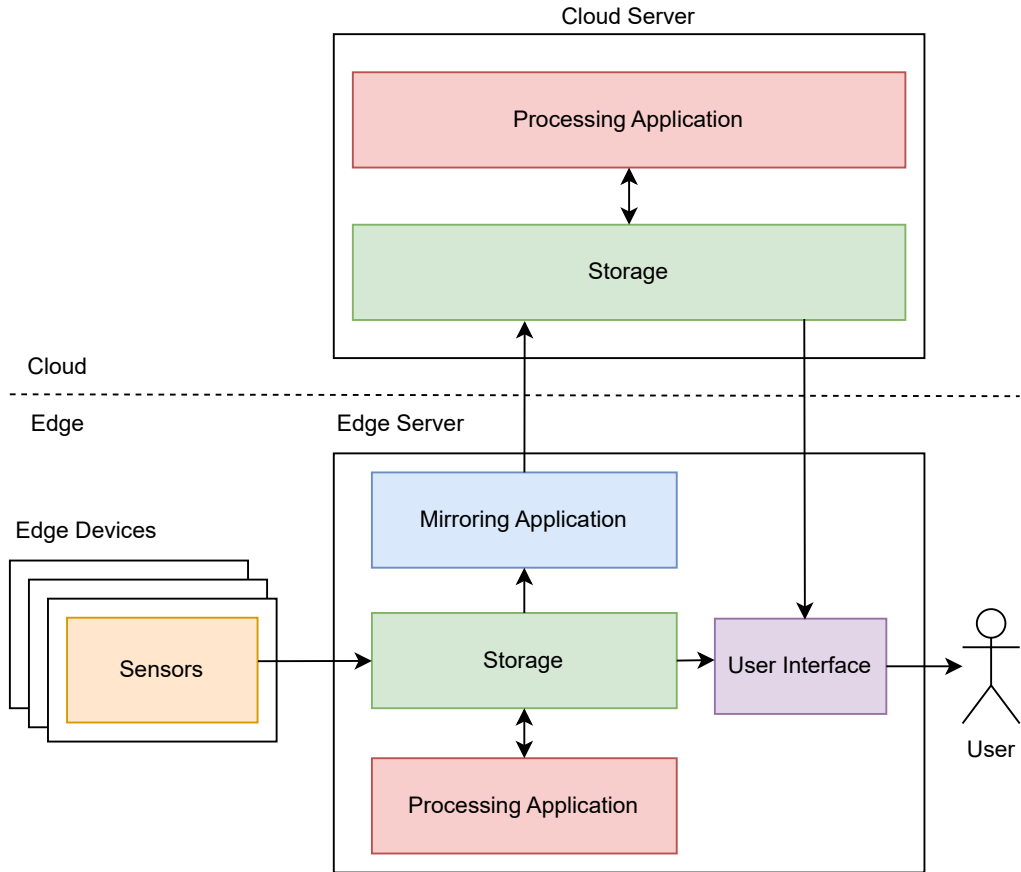 Cloud Server
Processing Application
Storage
Cloud
Edge
Edge Server
Mirroring Application
Edge Devices
Sensors
Storage
User Interface
User
Processing Application